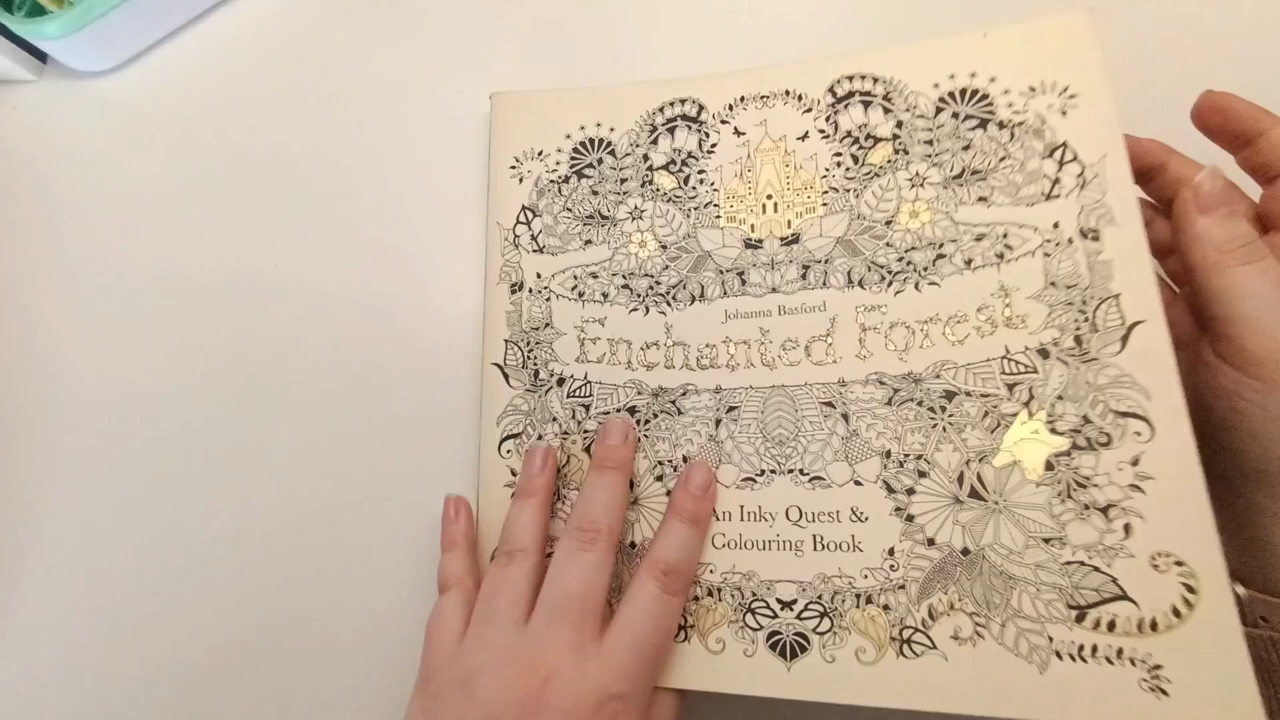 Johanna Basford
Enchanted Forest
An Inky Quest &
Colouring Book